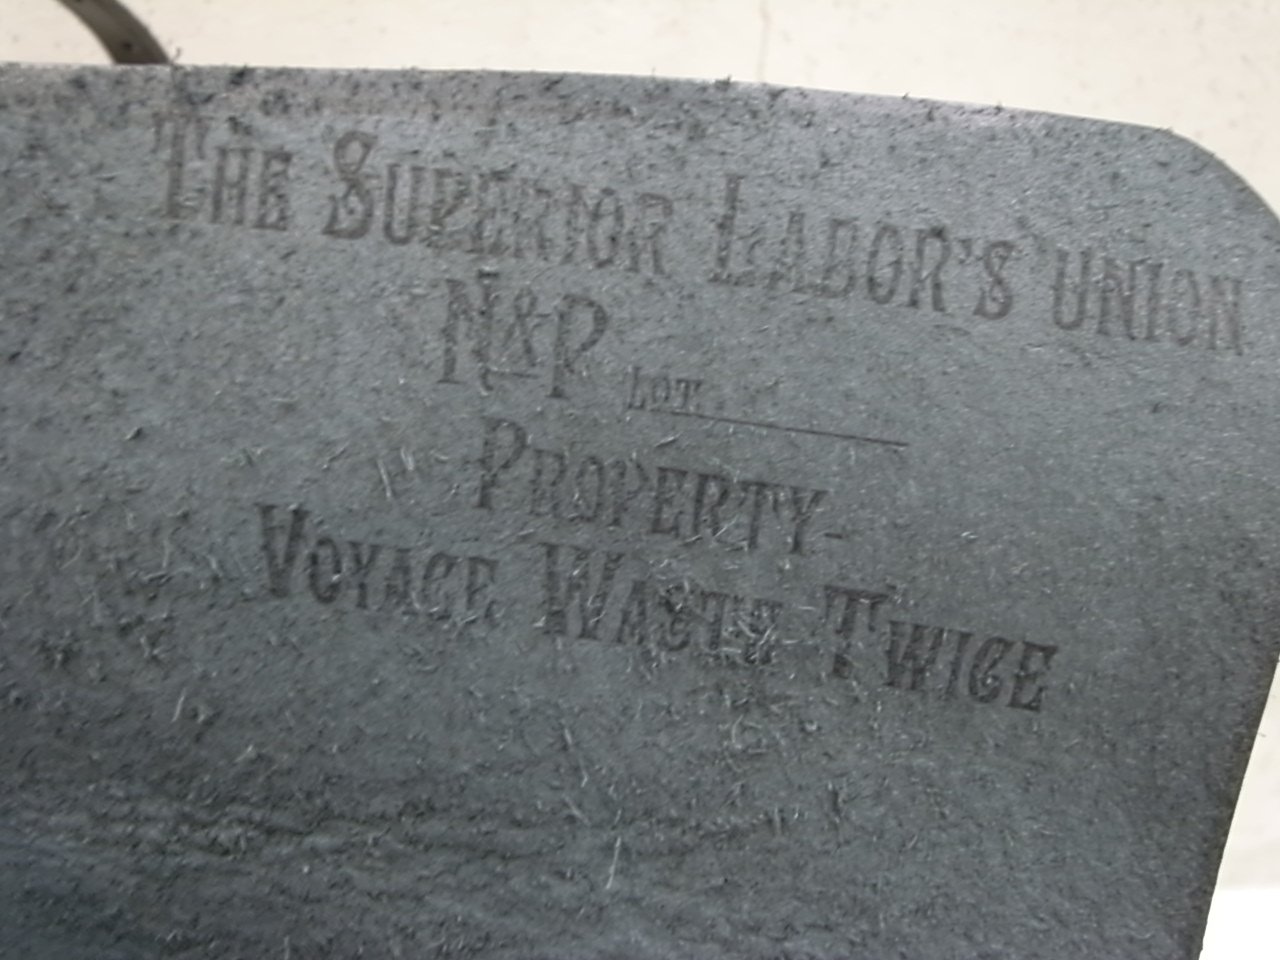 THE SUPERIOR LABOR'S UNION
N&P LOT.
PROPERTY-
VOYAGE WASTE TWICE